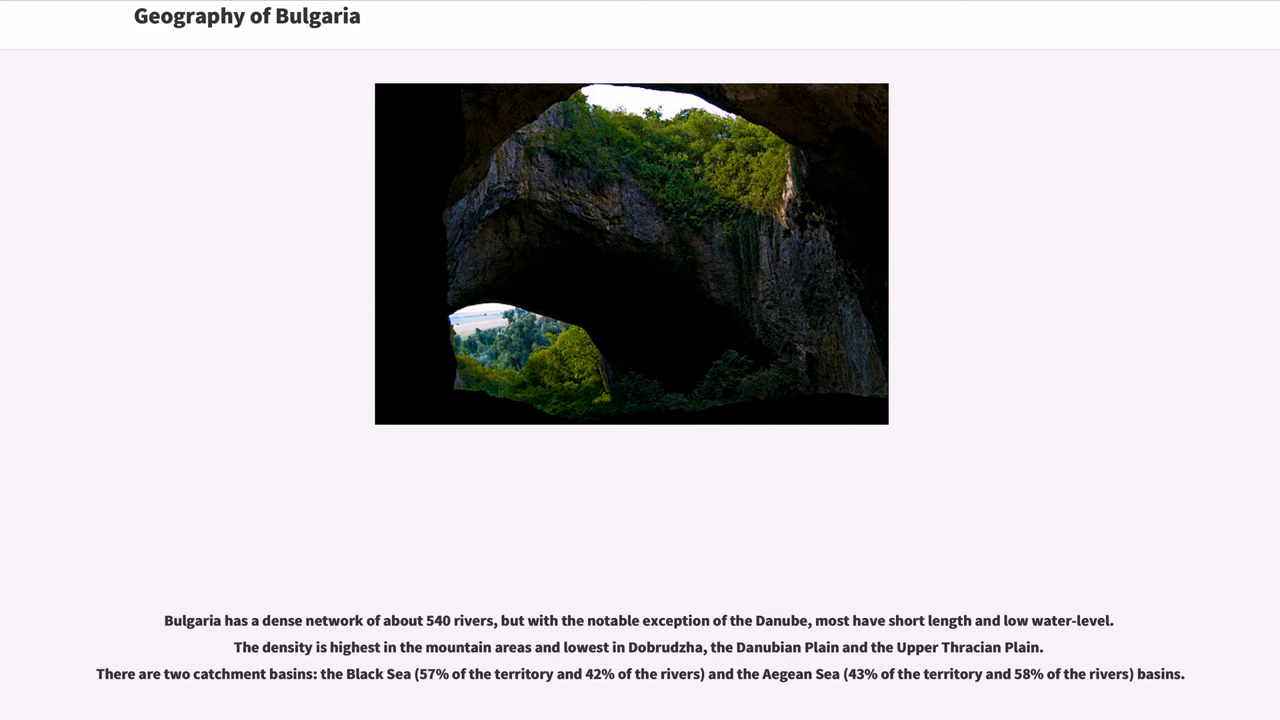 Geography of Bulgaria
Bulgaria has a dense network of about 540 rivers, but with the notable exception of the Danube, most have short length and low water-level.
The density is highest in the mountain areas and lowest in Dobrudzha, the Danubian Plain and the Upper Thracian Plain.
There are two catchment basins: the Black Sea (57% of the territory and 42% of the rivers) and the Aegean Sea (43% of the territory and 58% of the rivers) basins.